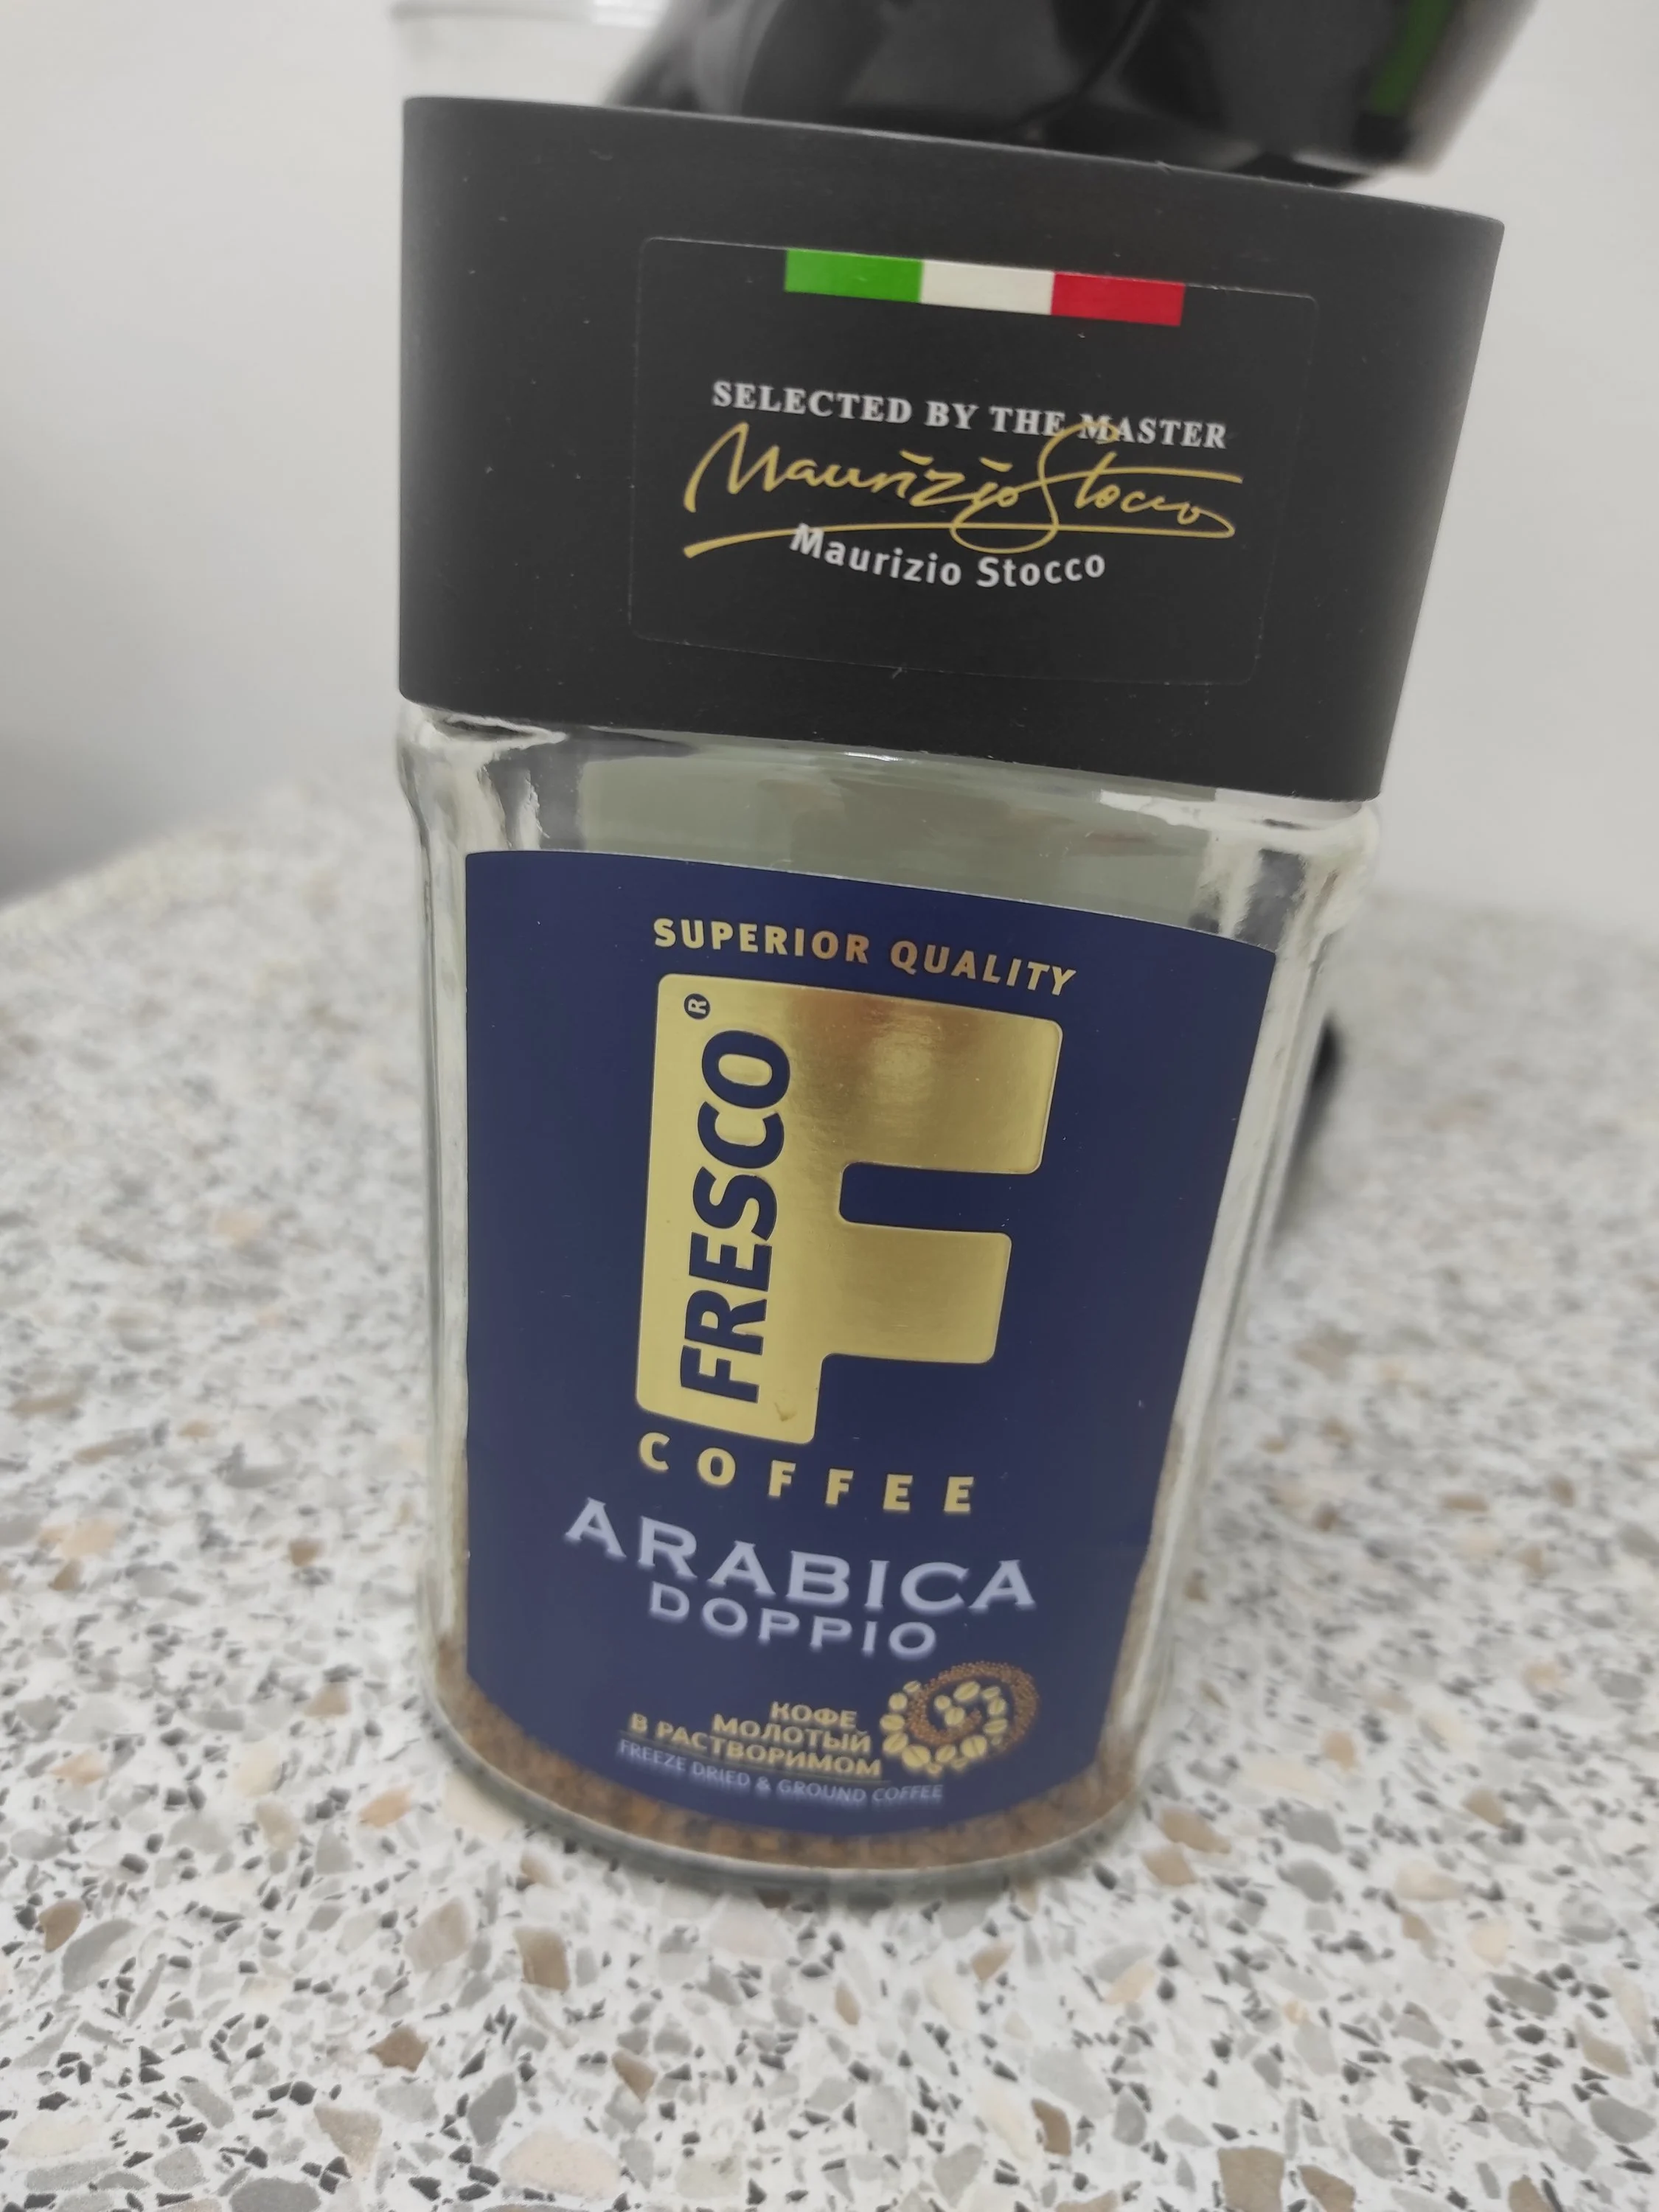 SELECTED BY THE MASTER
Maurizio Stocco
Maurizio Stocco
SUPERIOR QUALITY
FRESCO®
COFFEE
ARABICA
DOPPIO
КОФЕ
МОЛОТЫЙ
В РАСТВОРИМОМ
FREEZE DRIED & GROUND COFFEE